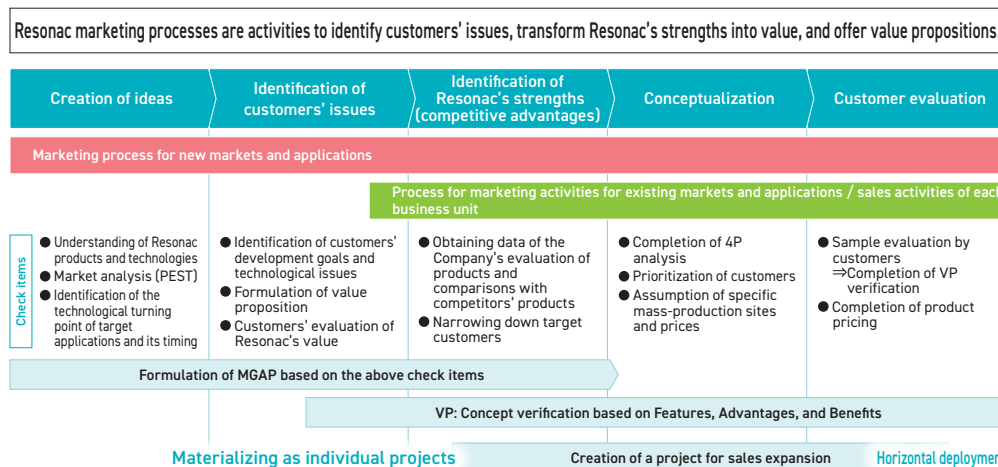 Resonac marketing processes are activities to identify customers’ issues, transform Resonac’s strengths into value, and offer value propositions.
Creation of ideas
Identification of
customers’ issues
Identification of
Resonac’s strengths
(competitive advantages)
Conceptualization
Customer evaluation
Marketing process for new markets and applications
Process for marketing activities for existing markets and applications / sales activities of each
business unit
Check items
● Understanding of Resonac
products and technologies
● Market analysis (PEST)
● Identification of the
technological turning
point of target
applications and its timing
● Identification of customers’
development goals and
technological issues
● Formulation of value
proposition
● Customers’ evaluation of
Resonac’s value
● Obtaining data of the
Company’s evaluation of
products and
comparisons with
competitors’ products
● Narrowing down target
customers
● Completion of 4P
analysis
● Prioritization of customers
● Assumption of specific
mass-production sites
and prices
● Sample evaluation by
customers
⇒Completion of VP
verification
● Completion of product
pricing
Formulation of MGAP based on the above check items
VP: Concept verification based on Features, Advantages, and Benefits
Materializing as individual projects
Creation of a project for sales expansion
Horizontal deployment